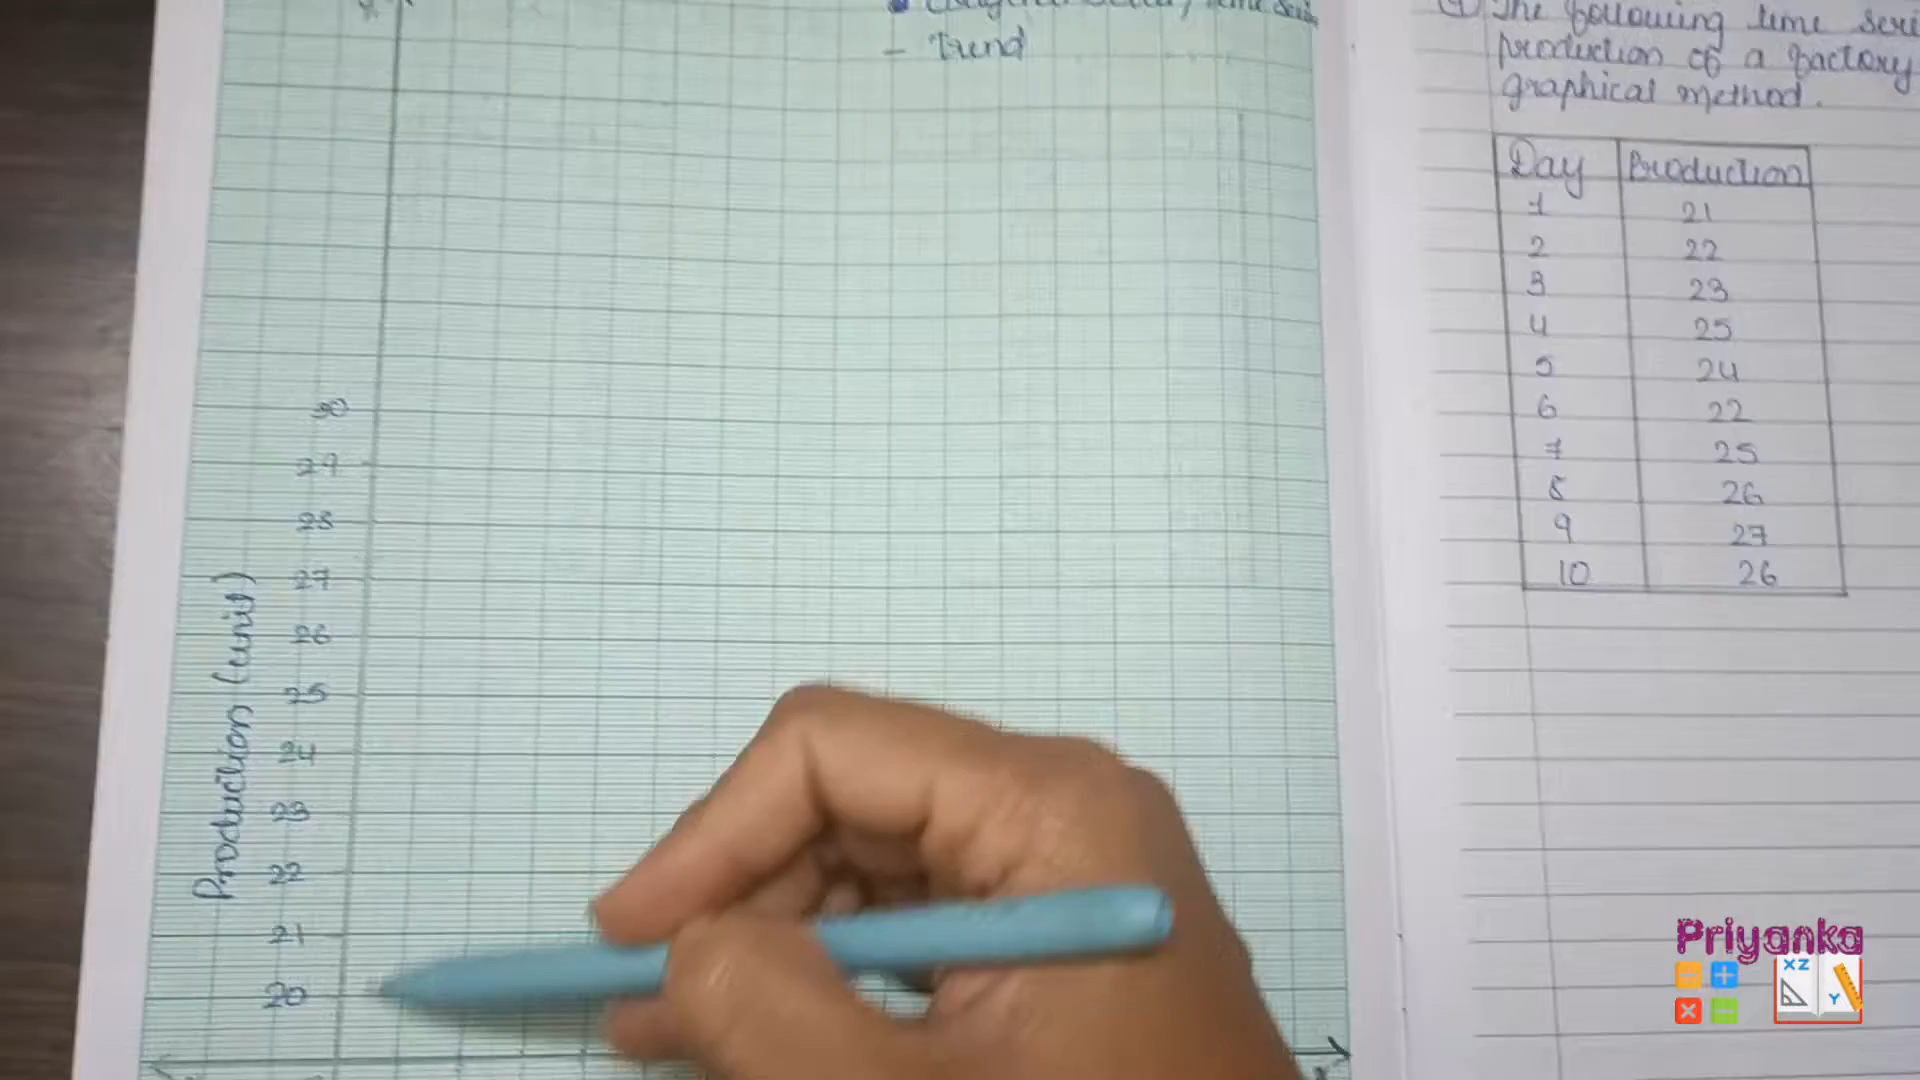 - Trend
30
29
28
27
26
25
24
23
22
21
20
Production (unit)
The following time
production of a factory
graphical method.
Day Production
1 21
2 22
3 23
4 25
5 24
6 22
7 25
8 26
9 27
10 26
Priyanka
XZ
Y